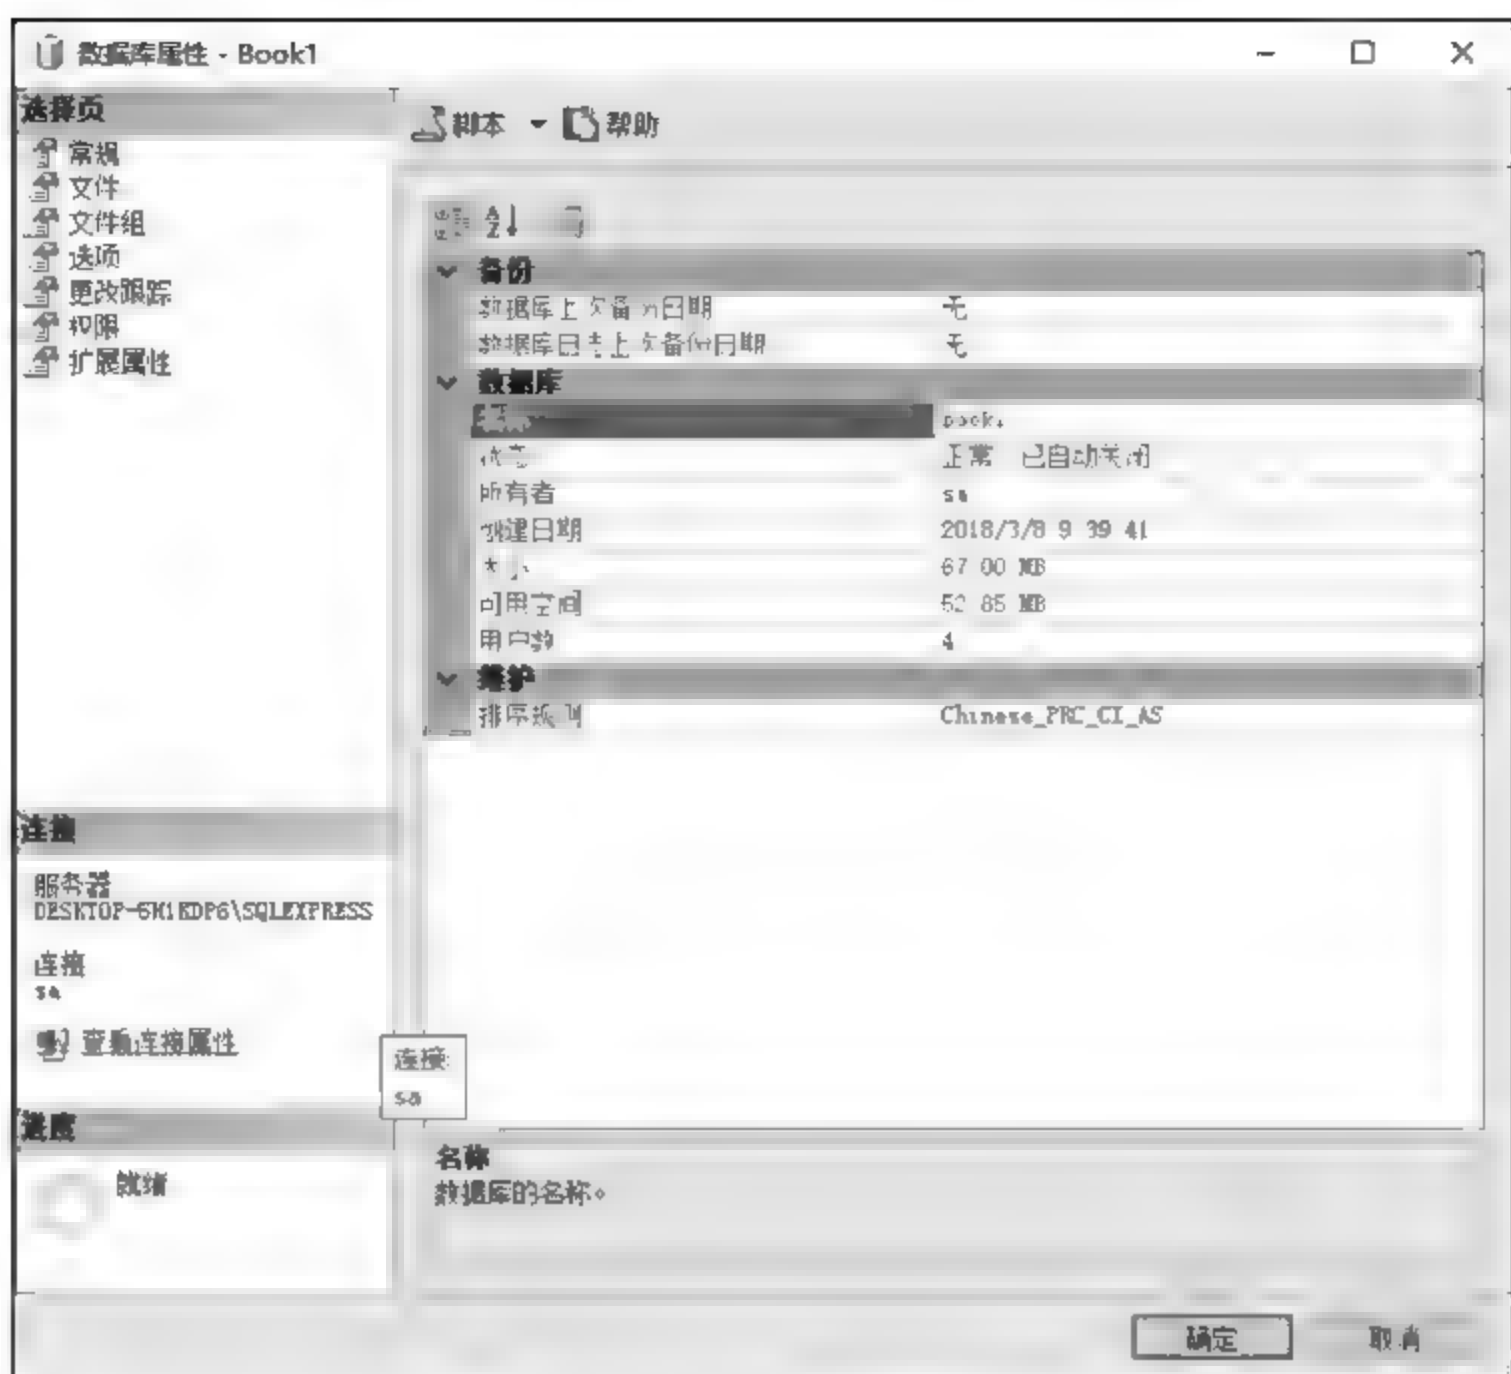 数据库属性 - Book1
选择页
常规
文件
文件组
选项
更改跟踪
权限
扩展属性
脚本 帮助
备份
数据库上次备份日期 无
数据库日志上次备份日期 无
数据库
名称
状态 正常 已自动关闭
所有者 sa
创建日期 2018/3/8 9 39 41
大小 67 00 MB
可用空间 52 85 MB
用户数 4
维护
排序规则 Chinese_PRC_CI_AS
连接
服务器
连接
sa
查看连接属性
连接:
sa
进度
就绪
名称
数据库的名称。
确定 取消